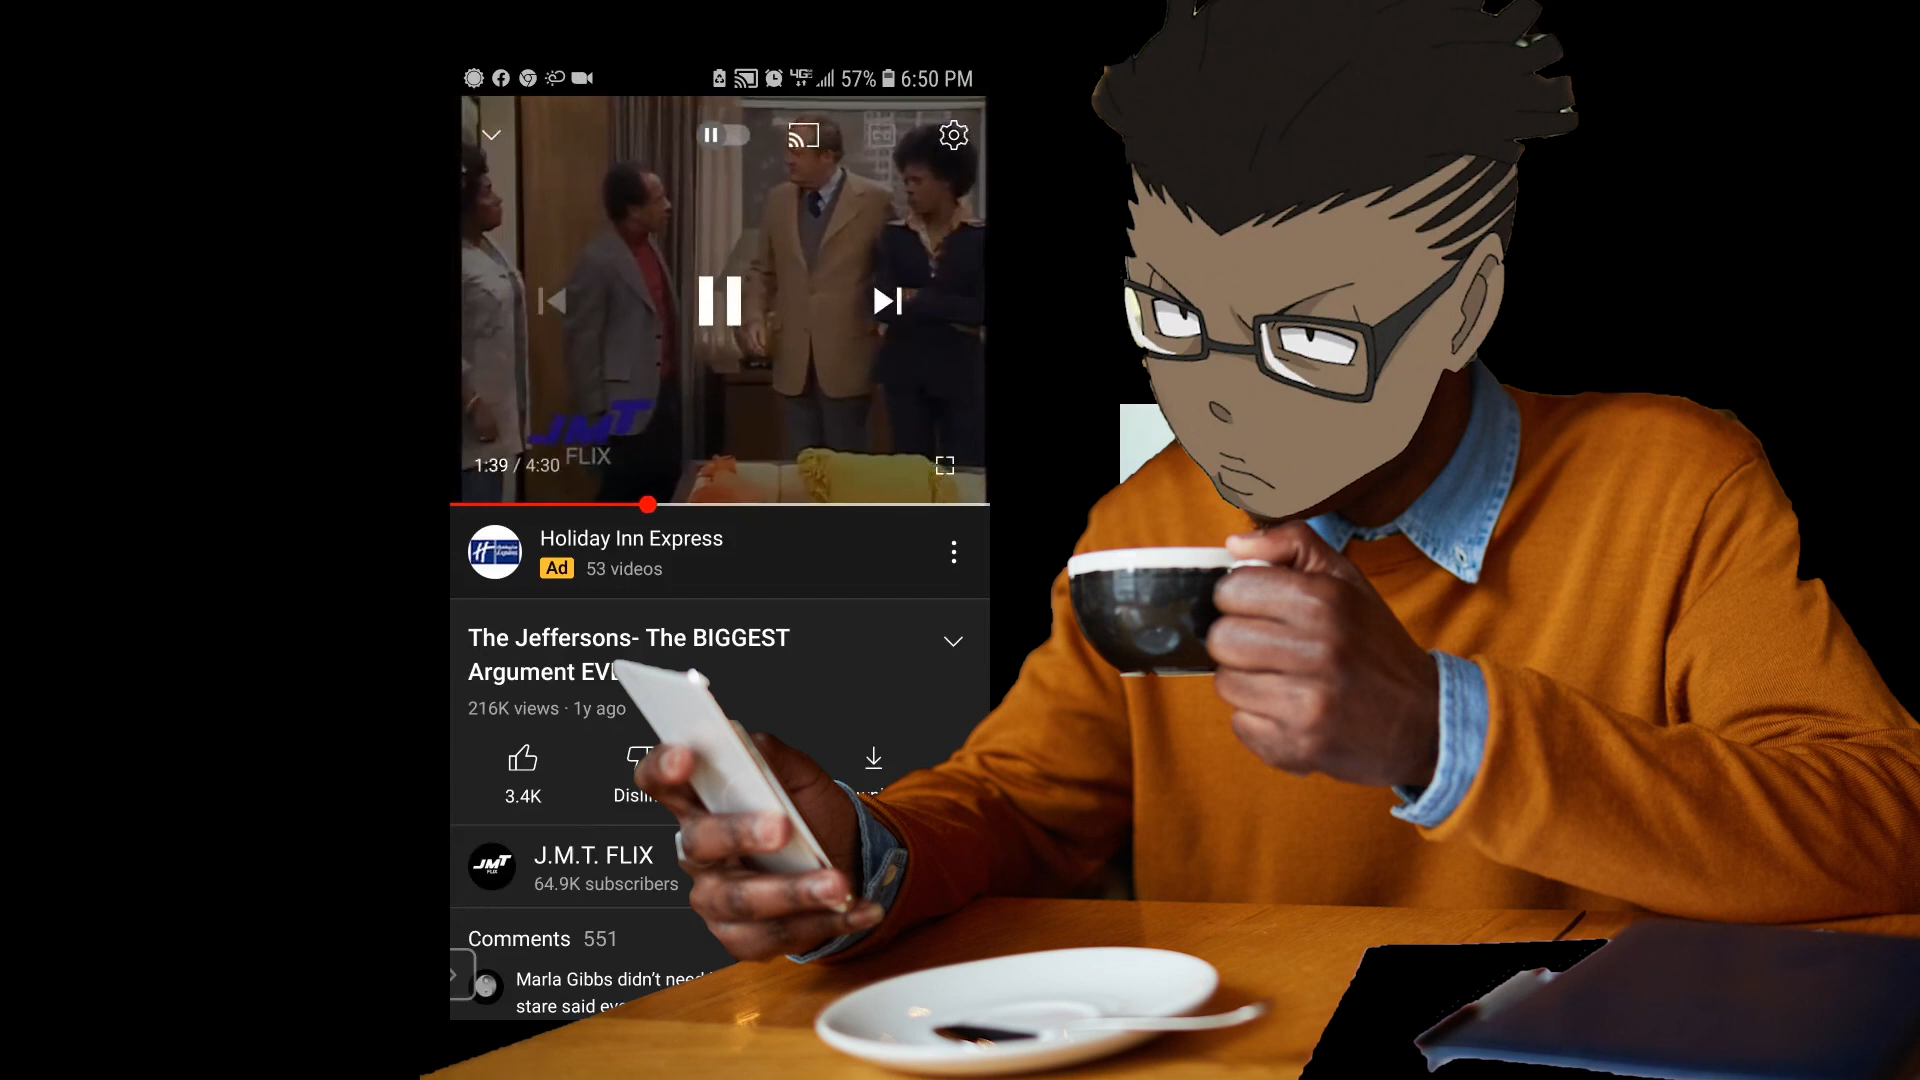 4GE 57% 6:50 PM
JMT
FLIX
1:39 / 4:30
Holiday Inn Express
Ad 53 videos
The Jeffersons- The BIGGEST
Argument
216K views · 1y ago
3.4K
J.M.T. FLIX
64.9K subscribers
Comments 551
Marla Gibbs didn't
stare said